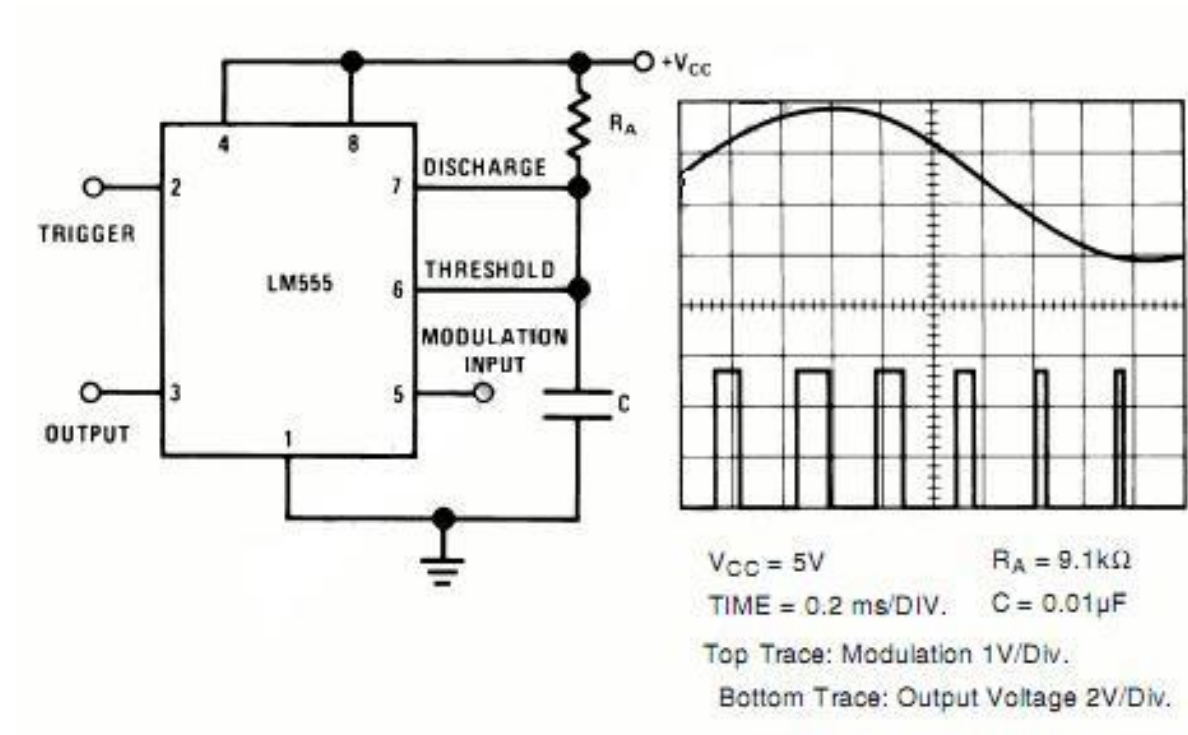 +VCC
RA
4
8
DISCHARGE
2
7
TRIGGER
LM555
THRESHOLD
6
MODULATION
INPUT
3
5
C
OUTPUT
1
VCC = 5V
RA = 9.1kΩ
TIME = 0.2 ms/DIV.
C = 0.01µF
Top Trace: Modulation 1V/Div.
Bottom Trace: Output Voltage 2V/Div.